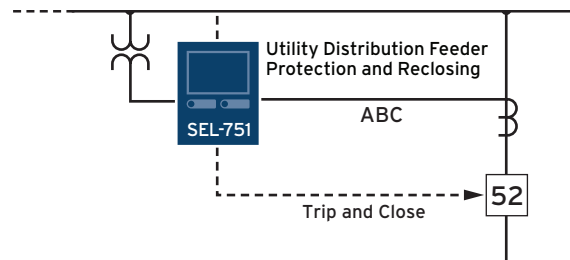 Utility Distribution Feeder
Protection and Reclosing
SEL-751
ABC
52
Trip and Close